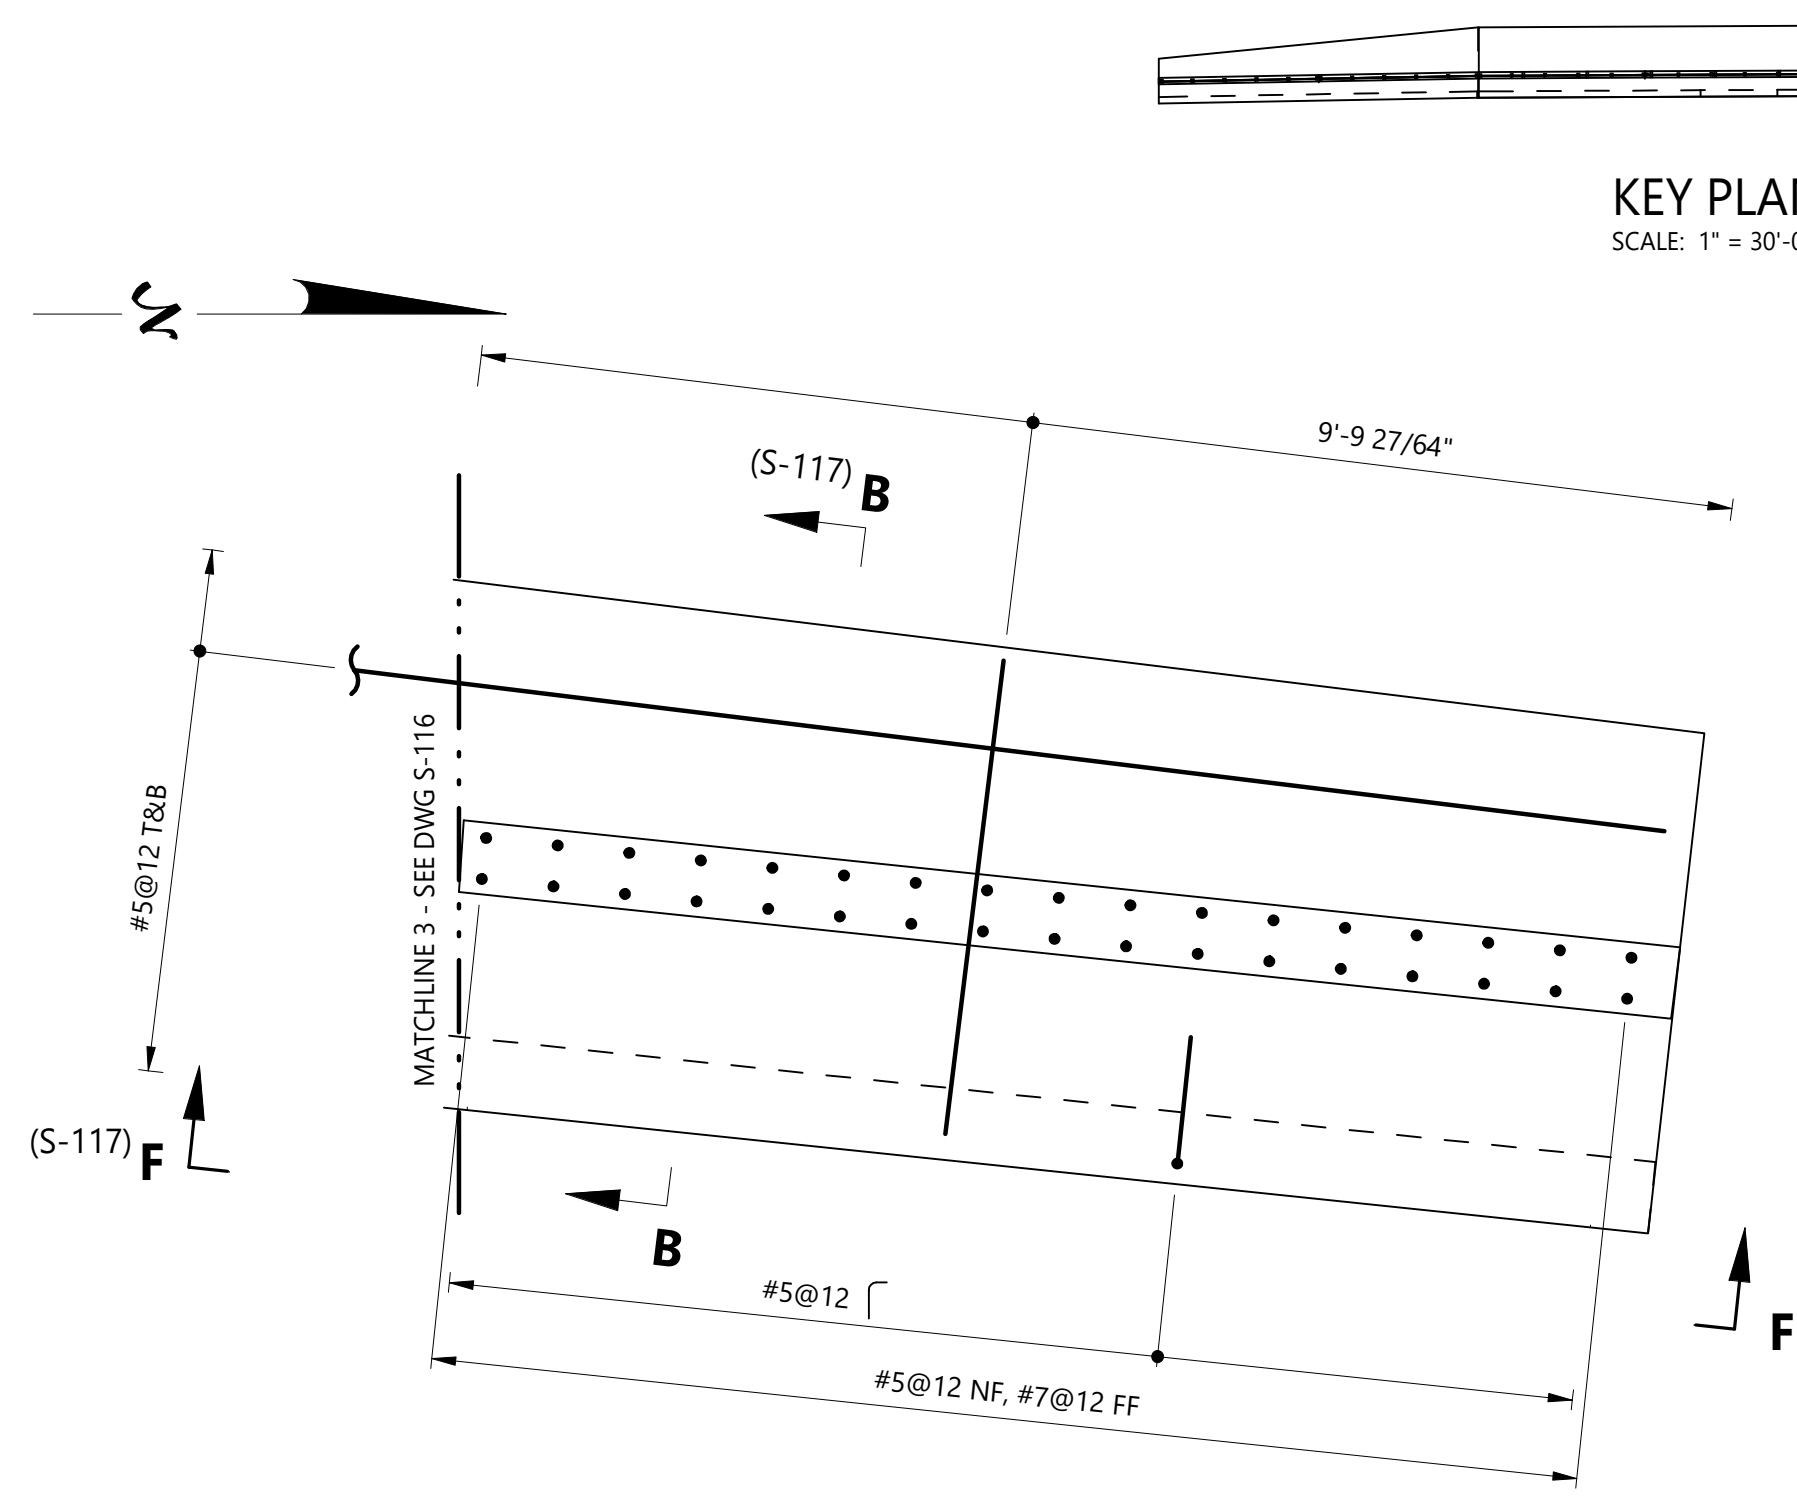 KEY PLA
SCALE: 1" = 30'-
N
9'-9 27/64"
(S-117) B
MATCHLINE 3 - SEE DWG S-116
#5@12 T&B
(S-117) F
B
#5@12
F
#5@12 NF, #7@12 FF